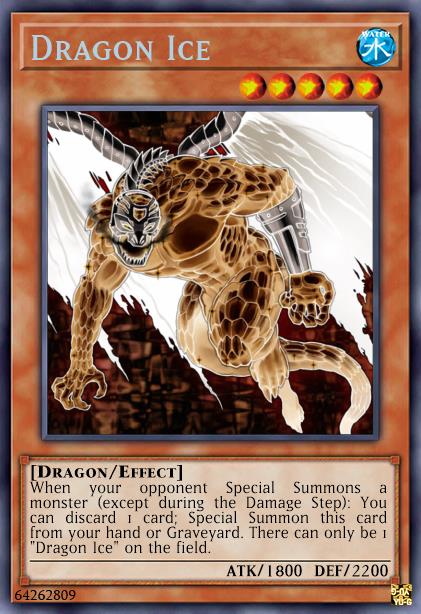 Dragon Ice
WATER
水
[Dragon/Effect]
When your opponent Special Summons a
monster (except during the Damage Step): You
can discard 1 card; Special Summon this card
from your hand or Graveyard. There can only be 1
"Dragon Ice" on the field.
ATK/1800 DEF/2200
64262809